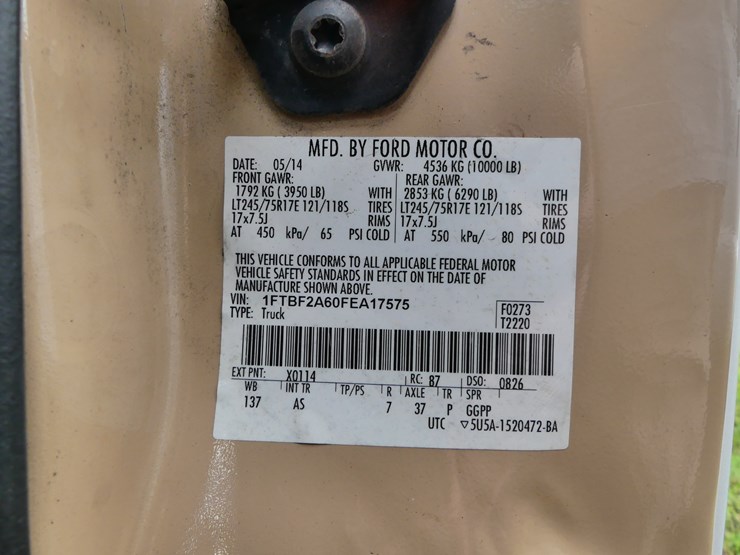 MFD. BY FORD MOTOR CO.
DATE: 05/14 GVWR: 4536 KG (10000 LB)
FRONT GAWR: REAR GAWR:
1792 KG ( 3950 LB) WITH 2853 KG ( 6290 LB) WITH
LT245/75R17E 121/118S TIRES LT245/75R17E 121/118S TIRES
17x7.5J RIMS 17x7.5J RIMS
AT 450 kPa/ 65 PSI COLD AT 550 kPa/ 80 PSI COLD
THIS VEHICLE CONFORMS TO ALL APPLICABLE FEDERAL MOTOR
VEHICLE SAFETY STANDARDS IN EFFECT ON THE DATE OF
MANUFACTURE SHOWN ABOVE.
VIN: 1FTBF2A60FEA17575 F0273
TYPE: Truck T2220
EXT PNT: X0114 RC: 87 DSO: 0826
WB INT TR TP/PS R AXLE TR SPR
137 AS 7 37 P GGPP
UTC ▽5U5A-1520472-BA